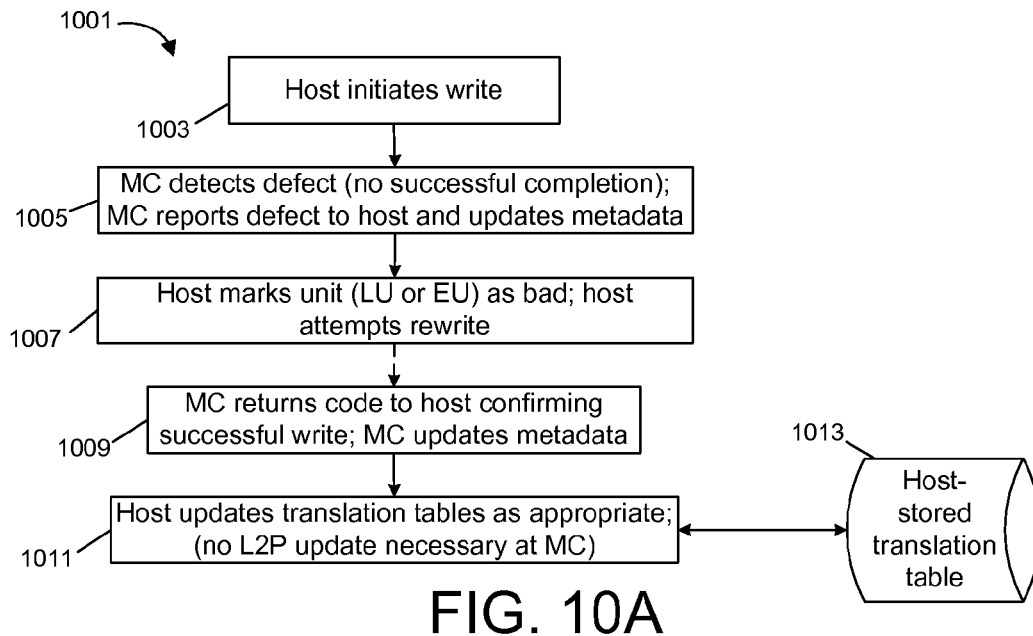 1001
Host initiates write
1003
MC detects defect (no successful completion);
MC reports defect to host and updates metadata
1005
Host marks unit (LU or EU) as bad; host
attempts rewrite
1007
MC returns code to host confirming
successful write; MC updates metadata
1009
1013
Host updates translation tables as appropriate;
(no L2P update necessary at MC)
1011
Host-
stored
translation
table
FIG. 10A